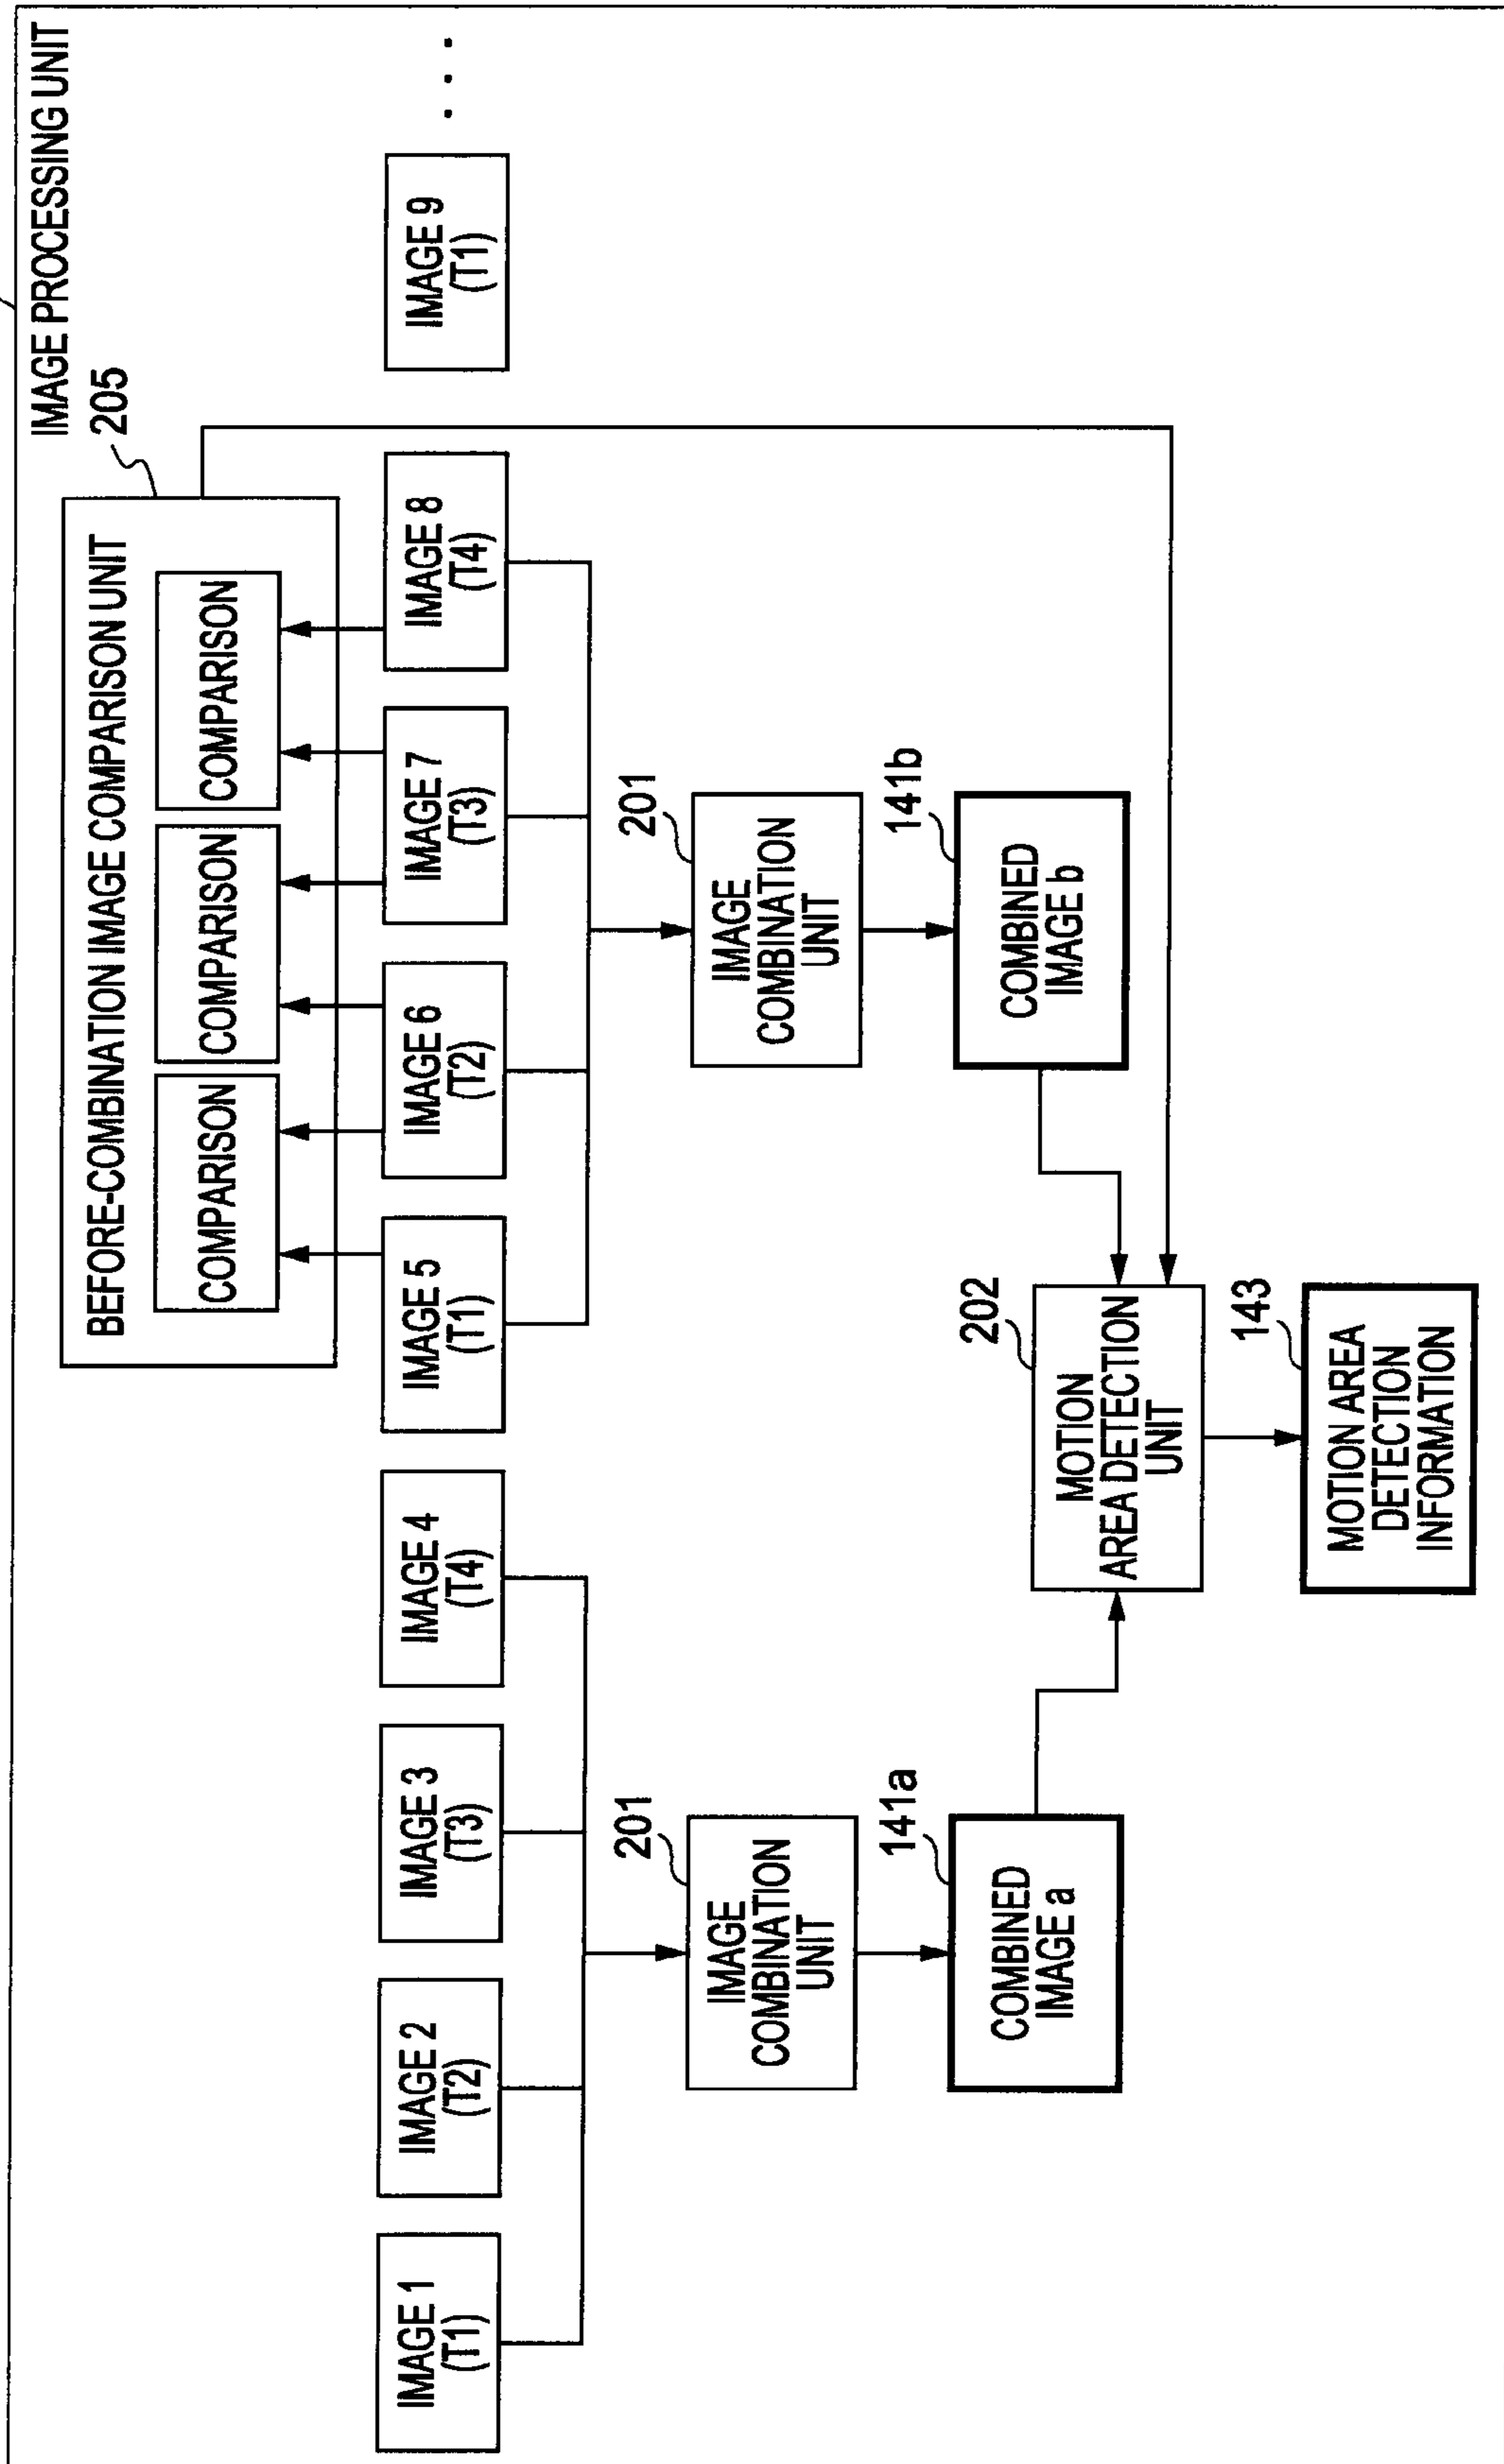 IMAGE PROCESSING UNIT
205
BEFORE-COMBINATION IMAGE COMPARISON UNIT
COMPARISON
COMPARISON
COMPARISON
IMAGE 1
(T1)
IMAGE 2
(T2)
IMAGE 3
(T3)
IMAGE 4
(T4)
IMAGE 5
(T1)
IMAGE 6
(T2)
IMAGE 7
(T3)
IMAGE 8
(T4)
IMAGE 9
(T1)
. . .
201
IMAGE
COMBINATION
UNIT
201
IMAGE
COMBINATION
UNIT
141a
COMBINED
IMAGE a
141b
COMBINED
IMAGE b
202
MOTION
AREA DETECTION
UNIT
143
MOTION AREA
DETECTION
INFORMATION